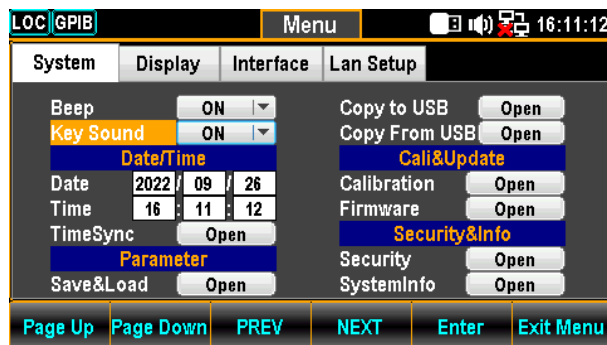 LOC GPIB Menu 16:11:12
System Display Interface Lan Setup
Beep ON Copy to USB Open
Key Sound ON Copy From USB Open
Date/Time Cali&Update
Date 2022 / 09 / 26 Calibration Open
Time 16 : 11 : 12 Firmware Open
TimeSync Open Security&Info
Parameter Security Open
Save&Load Open SystemInfo Open
Page Up Page Down PREV NEXT Enter Exit Menu